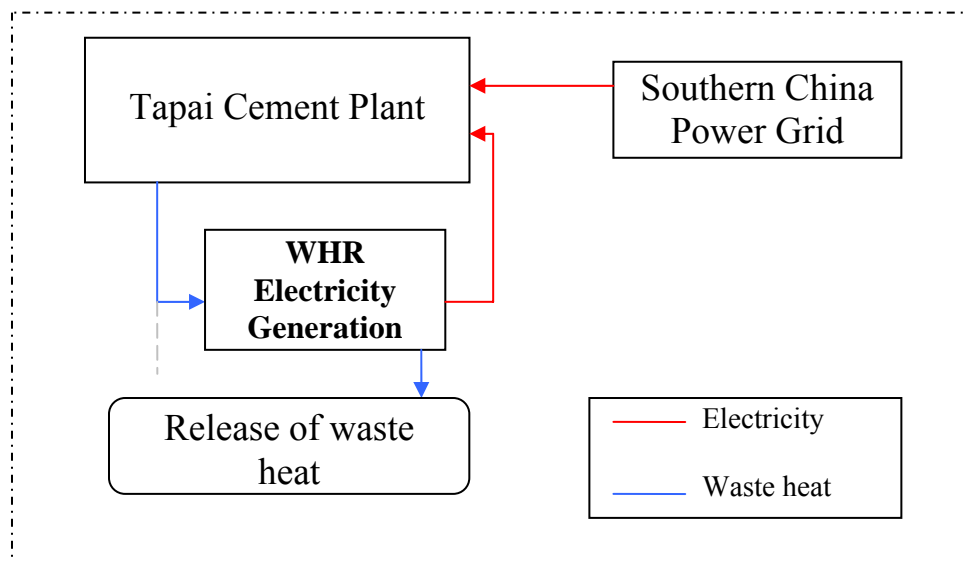 Tapai Cement Plant
Southern China
Power Grid
WHR
Electricity
Generation
Release of waste
heat
Electricity
Waste heat